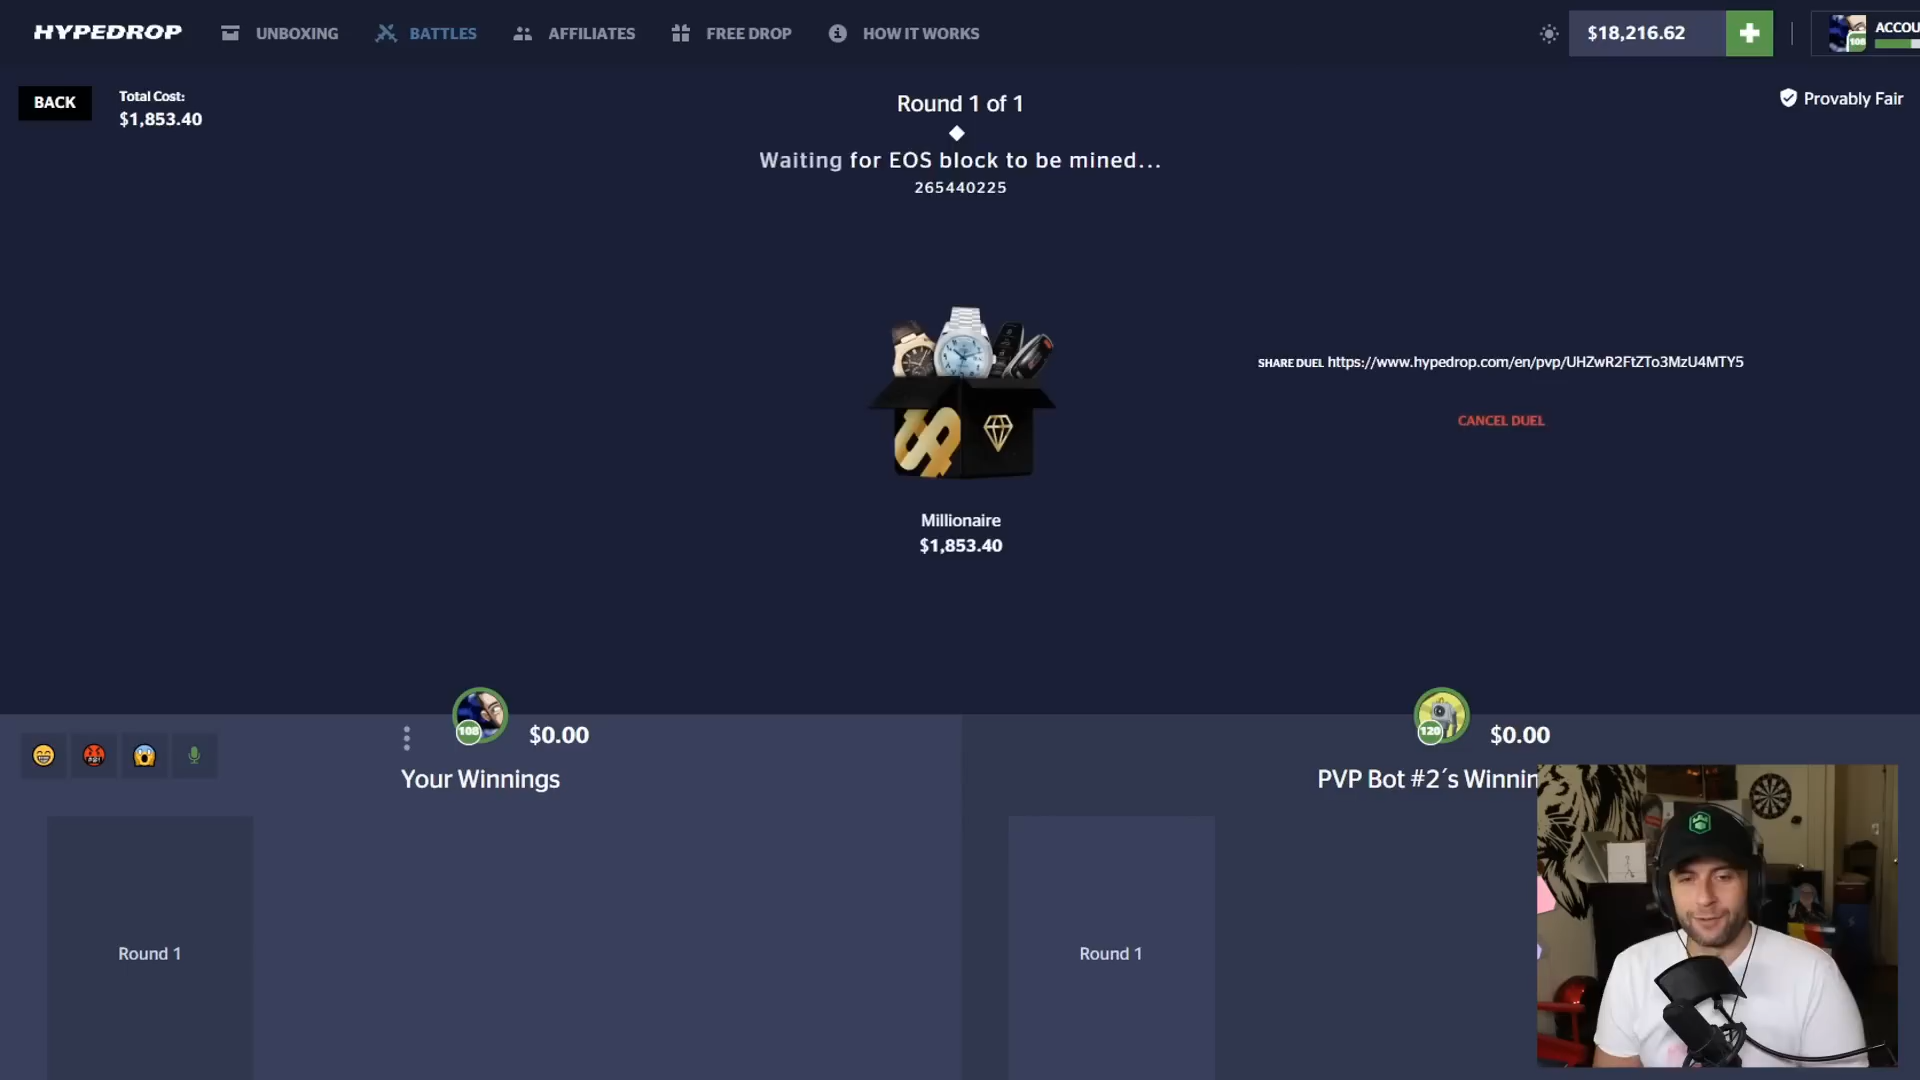 HYPEDROP
UNBOXING
BATTLES
AFFILIATES
FREE DROP
HOW IT WORKS
$18,216.62
108
ACCOU
BACK
Total Cost:
$1,853.40
Round 1 of 1
Provably Fair
Waiting for EOS block to be mined...
265440225
SHARE DUEL https://www.hypedrop.com/en/pvp/UHZwR2FtZTo3MzU4MTY5
CANCEL DUEL
Millionaire
$1,853.40
108
$0.00
Your Winnings
120
$0.00
PVP Bot #2´s Winnin
Round 1
Round 1